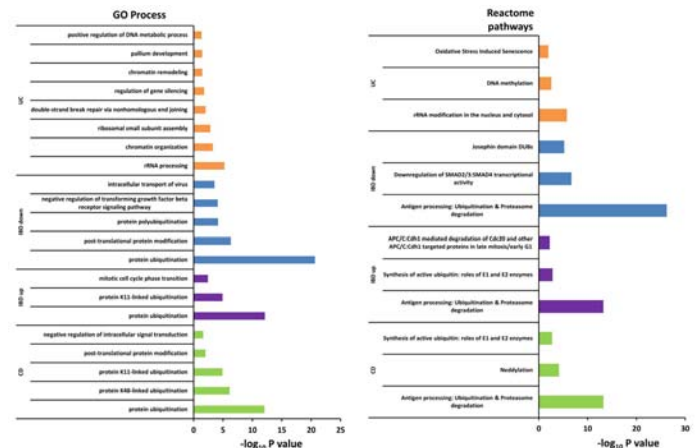 GO Process
positive regulation of DNA metabolic process
pallium development
chromatin remodeling
regulation of gene silencing
double-strand break repair via nonhomologous end joining
ribosomal small subunit assembly
chromatin organization
rRNA processing
UC
intracellular transport of virus
negative regulation of transforming growth factor beta
receptor signaling pathway
protein polyubiquitination
post-translational protein modification
protein ubiquitination
IBD down
mitotic cell cycle phase transition
protein K11-linked ubiquitination
protein ubiquitination
IBD up
negative regulation of intracellular signal transduction
post-translational protein modification
protein K11-linked ubiquitination
protein K48-linked ubiquitination
protein ubiquitination
CD
0 5 10 15 20 25
-log10 P value
Reactome
pathways
Oxidative Stress Induced Senescence
DNA methylation
rRNA modification in the nucleus and cytosol
UC
Josephin domain DUBs
Downregulation of SMAD2/3:SMAD4 transcriptional
activity
Antigen processing: Ubiquitination & Proteasome
degradation
IBD down
APC/C:Cdh1 mediated degradation of Cdc20 and other
APC/C:Cdh1 targeted proteins in late mitosis/early G1
Synthesis of active ubiquitin: roles of E1 and E2 enzymes
Antigen processing: Ubiquitination & Proteasome
degradation
IBD up
Synthesis of active ubiquitin: roles of E1 and E2 enzymes
Neddylation
Antigen processing: Ubiquitination & Proteasome
degradation
CD
0 10 20 30
-log10 P value